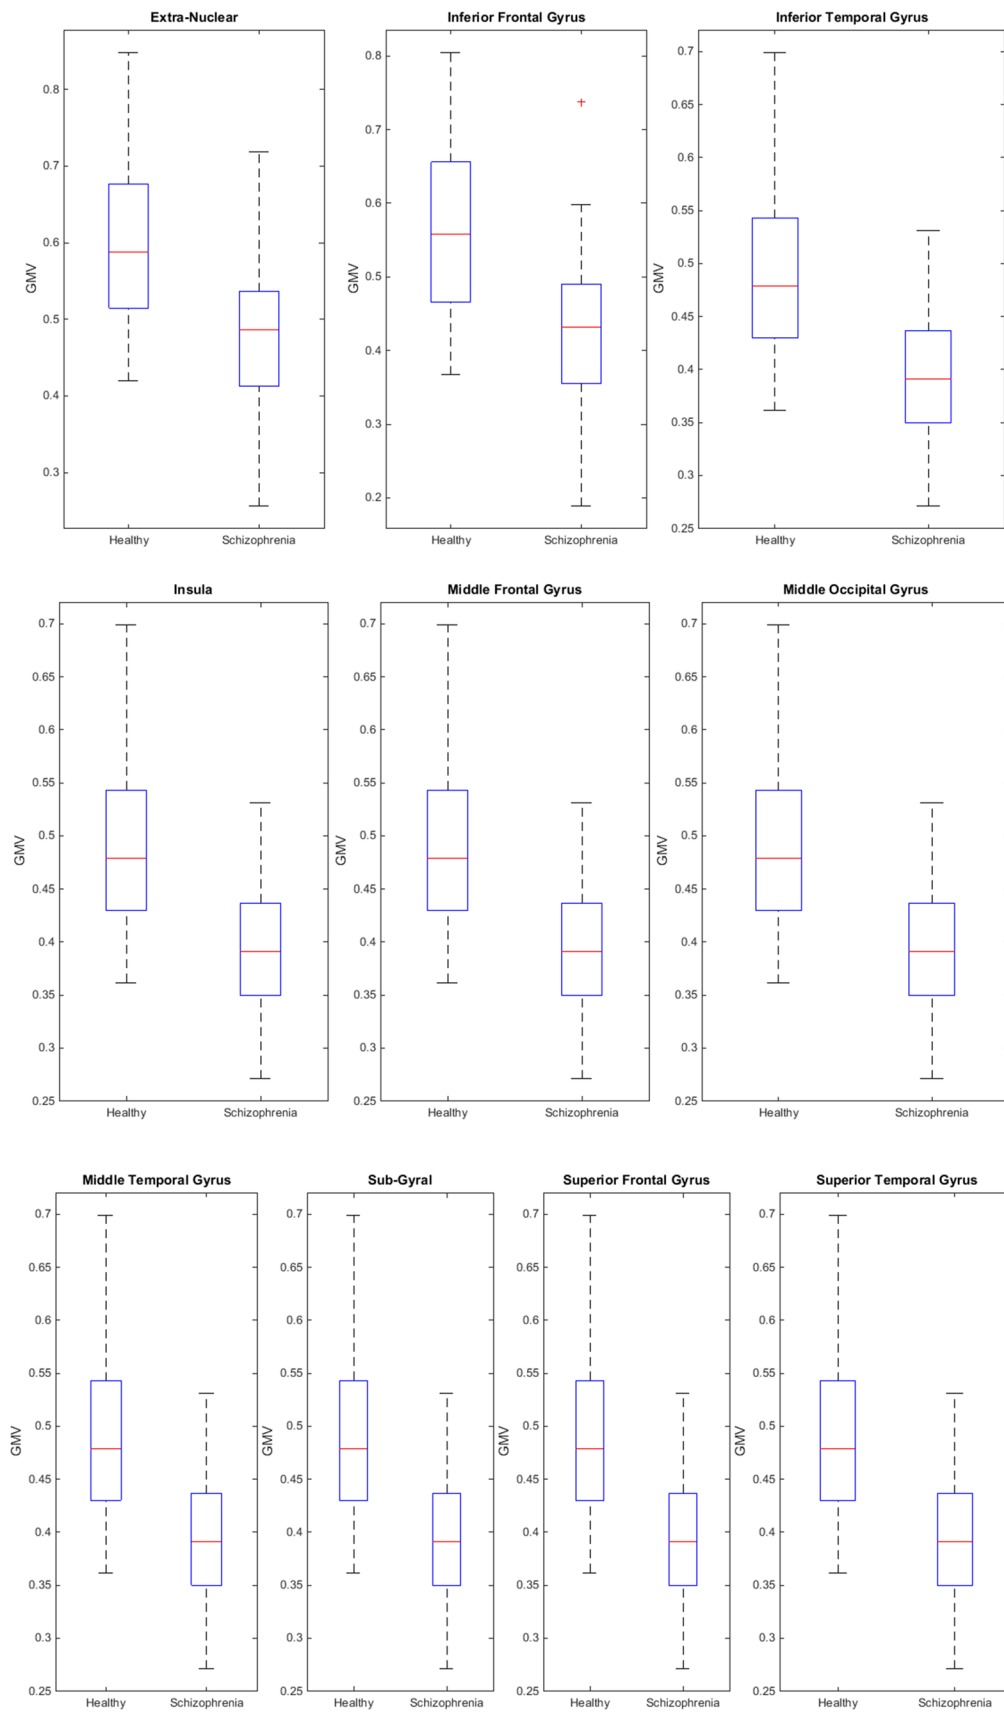 Extra-Nuclear
Inferior Frontal Gyrus
Inferior Temporal Gyrus
0.8
0.7
0.6
0.5
0.4
0.3
GMV
Healthy
Schizophrenia
0.8
0.7
0.6
0.5
0.4
0.3
0.2
GMV
Healthy
Schizophrenia
0.7
0.65
0.6
0.55
0.5
0.45
0.4
0.35
0.3
0.25
GMV
Healthy
Schizophrenia
Insula
Middle Frontal Gyrus
Middle Occipital Gyrus
0.7
0.65
0.6
0.55
0.5
0.45
0.4
0.35
0.3
0.25
GMV
Healthy
Schizophrenia
0.7
0.65
0.6
0.55
0.5
0.45
0.4
0.35
0.3
0.25
GMV
Healthy
Schizophrenia
0.7
0.65
0.6
0.55
0.5
0.45
0.4
0.35
0.3
0.25
GMV
Healthy
Schizophrenia
Middle Temporal Gyrus
Sub-Gyral
Superior Frontal Gyrus
Superior Temporal Gyrus
0.7
0.65
0.6
0.55
0.5
0.45
0.4
0.35
0.3
0.25
GMV
Healthy
Schizophrenia
0.7
0.65
0.6
0.55
0.5
0.45
0.4
0.35
0.3
0.25
GMV
Healthy
Schizophrenia
0.7
0.65
0.6
0.55
0.5
0.45
0.4
0.35
0.3
0.25
GMV
Healthy
Schizophrenia
0.7
0.65
0.6
0.55
0.5
0.45
0.4
0.35
0.3
0.25
GMV
Healthy
Schizophrenia